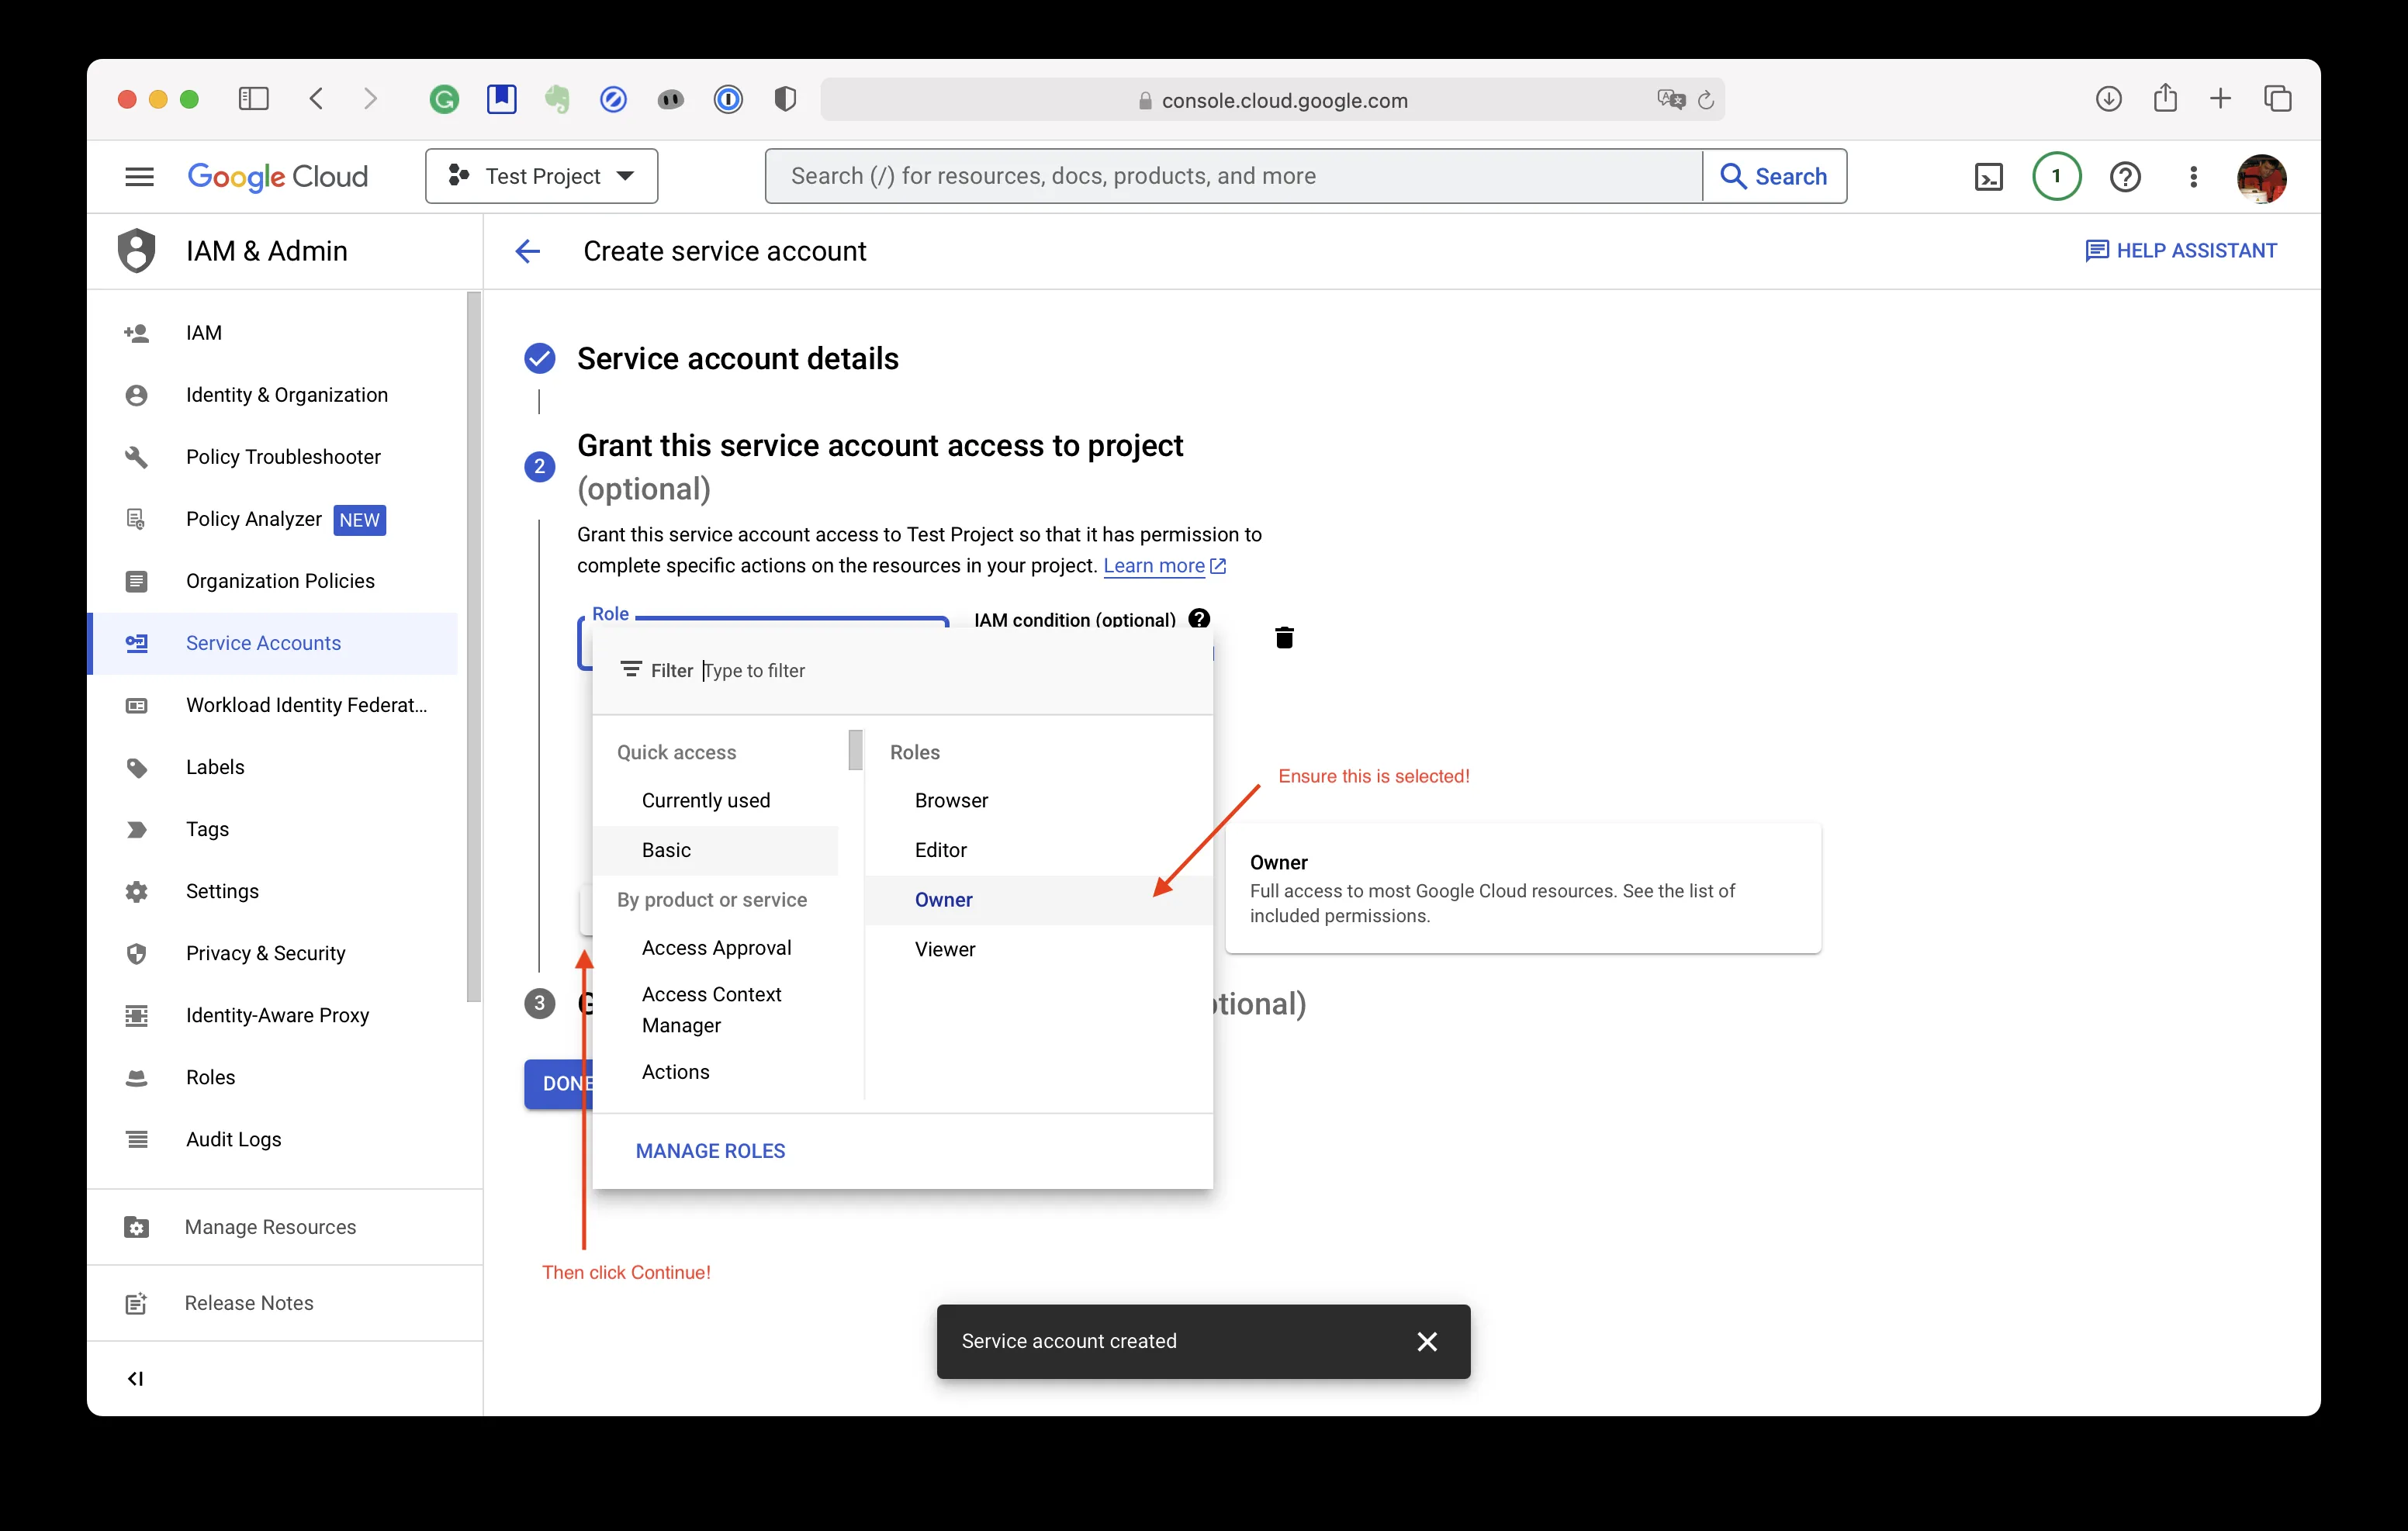 console.cloud.google.com
Google Cloud
Test Project
Search (/) for resources, docs, products, and more
Search
1
IAM & Admin
Create service account
HELP ASSISTANT
IAM
Identity & Organization
Policy Troubleshooter
Policy Analyzer NEW
Organization Policies
Service Accounts
Workload Identity Federat...
Labels
Tags
Settings
Privacy & Security
Identity-Aware Proxy
Roles
Audit Logs
Manage Resources
Release Notes
Service account details
2
Grant this service account access to project
(optional)
Grant this service account access to Test Project so that it has permission to
complete specific actions on the resources in your project. Learn more
Role
IAM condition (optional)
Filter Type to filter
Quick access
Currently used
Basic
By product or service
Access Approval
Access Context
Manager
Actions
Roles
Browser
Editor
Owner
Viewer
MANAGE ROLES
Ensure this is selected!
Owner
Full access to most Google Cloud resources. See the list of
included permissions.
3
DONE
Then click Continue!
Service account created